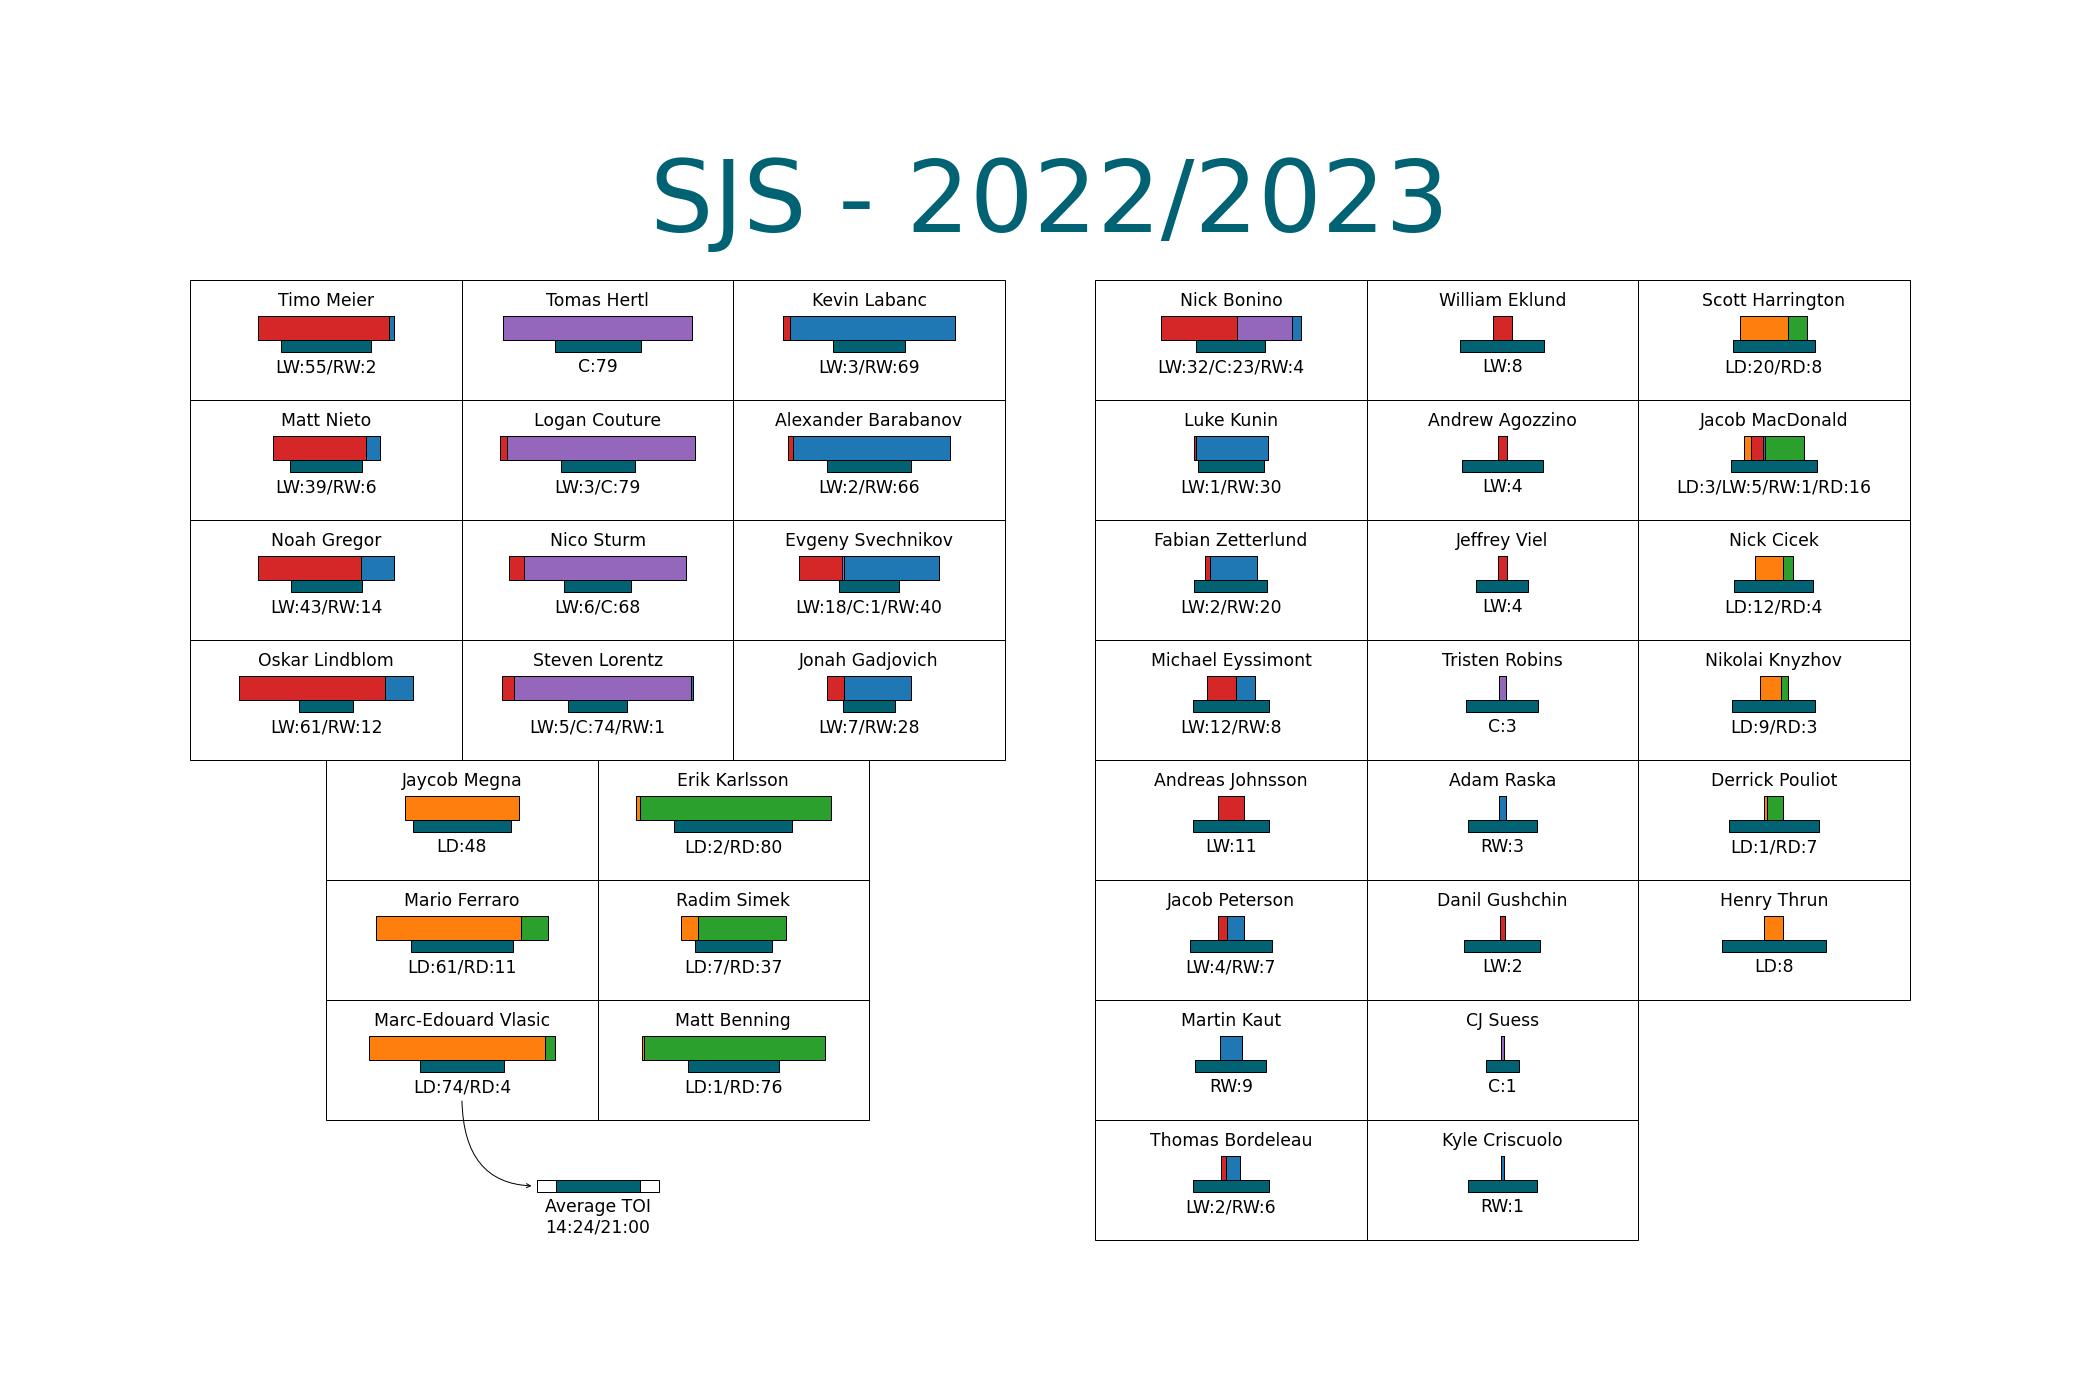 SJS - 2022/2023
Timo Meier
LW:55/RW:2
Tomas Hertl
C:79
Kevin Labanc
LW:3/RW:69
Matt Nieto
LW:39/RW:6
Logan Couture
LW:3/C:79
Alexander Barabanov
LW:2/RW:66
Noah Gregor
LW:43/RW:14
Nico Sturm
LW:6/C:68
Evgeny Svechnikov
LW:18/C:1/RW:40
Oskar Lindblom
LW:61/RW:12
Steven Lorentz
LW:5/C:74/RW:1
Jonah Gadjovich
LW:7/RW:28
Jaycob Megna
LD:48
Erik Karlsson
LD:2/RD:80
Mario Ferraro
LD:61/RD:11
Radim Simek
LD:7/RD:37
Marc-Edouard Vlasic
LD:74/RD:4
Matt Benning
LD:1/RD:76
Average TOI
14:24/21:00
Nick Bonino
LW:32/C:23/RW:4
William Eklund
LW:8
Scott Harrington
LD:20/RD:8
Luke Kunin
LW:1/RW:30
Andrew Agozzino
LW:4
Jacob MacDonald
LD:3/LW:5/RW:1/RD:16
Fabian Zetterlund
LW:2/RW:20
Jeffrey Viel
LW:4
Nick Cicek
LD:12/RD:4
Michael Eyssimont
LW:12/RW:8
Tristen Robins
C:3
Nikolai Knyzhov
LD:9/RD:3
Andreas Johnsson
LW:11
Adam Raska
RW:3
Derrick Pouliot
LD:1/RD:7
Jacob Peterson
LW:4/RW:7
Danil Gushchin
LW:2
Henry Thrun
LD:8
Martin Kaut
RW:9
CJ Suess
C:1
Thomas Bordeleau
LW:2/RW:6
Kyle Criscuolo
RW:1